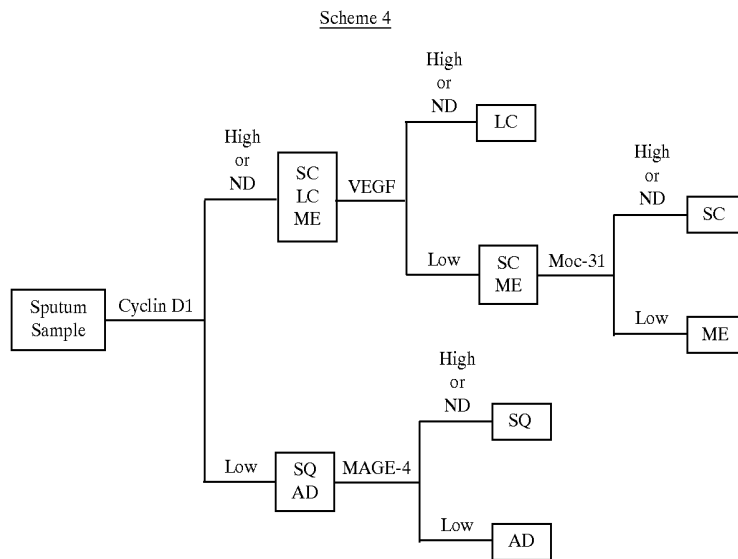 Scheme 4
High
or
ND
LC
High
or
ND
SC
LC
ME
VEGF
High
or
ND
SC
Low
SC
ME
Moc-31
Sputum
Sample
Cyclin D1
Low
ME
High
or
ND
SQ
Low
SQ
AD
MAGE-4
Low
AD